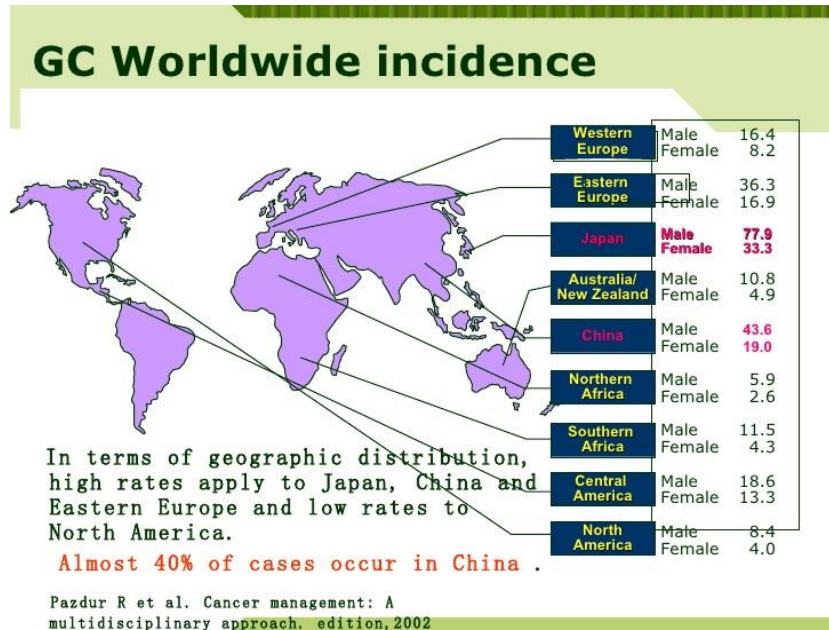 GC Worldwide incidence
Western
Europe
Male 16.4
Female 8.2
Eastern
Europe
Male 36.3
Female 16.9
Japan
Male 77.9
Female 33.3
Australia/
New Zealand
Male 10.8
Female 4.9
China
Male 43.6
Female 19.0
Northern
Africa
Male 5.9
Female 2.6
Southern
Africa
Male 11.5
Female 4.3
Central
America
Male 18.6
Female 13.3
North
America
Male 8.4
Female 4.0
In terms of geographic distribution,
high rates apply to Japan, China and
Eastern Europe and low rates to
North America.
Almost 40% of cases occur in China .
Pazdur R et al. Cancer management: A
multidisciplinary approach. edition,2002